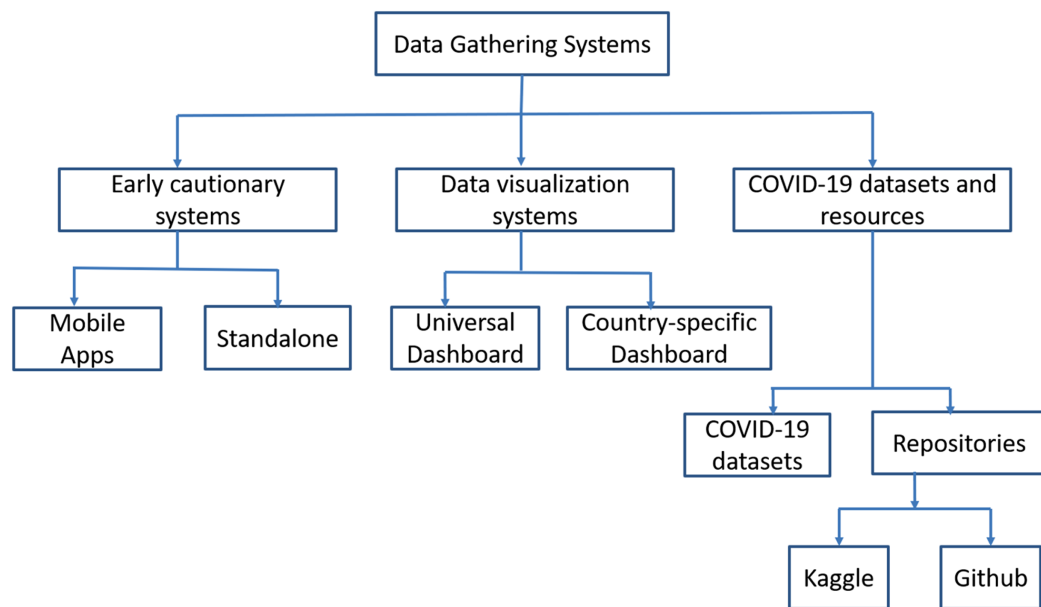 Data Gathering Systems
Early cautionary
systems
Data visualization
systems
COVID-19 datasets and
resources
Mobile
Apps
Standalone
Universal
Dashboard
Country-specific
Dashboard
COVID-19
datasets
Repositories
Kaggle
Github